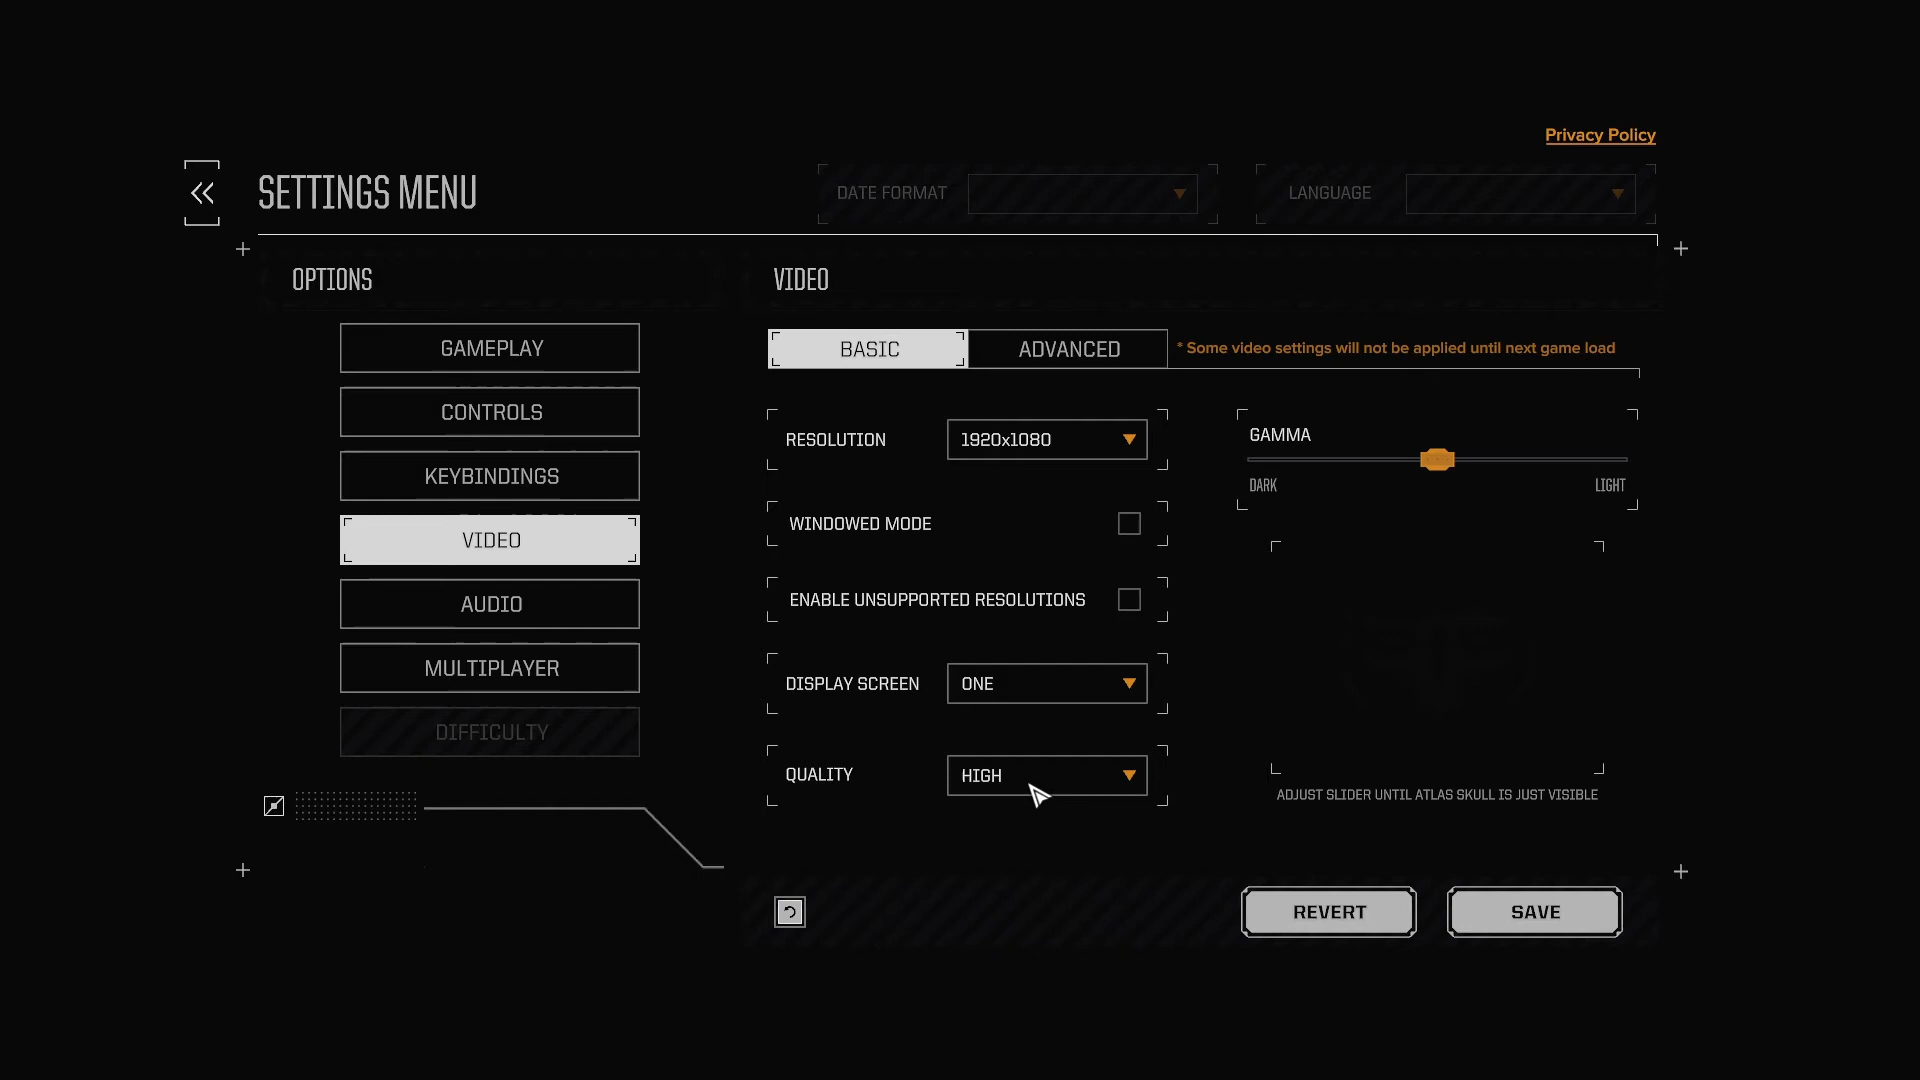 Privacy Policy
SETTINGS MENU
DATE FORMAT
LANGUAGE
OPTIONS
VIDEO
GAMEPLAY
CONTROLS
KEYBINDINGS
VIDEO
AUDIO
MULTIPLAYER
DIFFICULTY
BASIC
ADVANCED
* Some video settings will not be applied until next game load
RESOLUTION
1920x1080
WINDOWED MODE
ENABLE UNSUPPORTED RESOLUTIONS
DISPLAY SCREEN
ONE
QUALITY
HIGH
GAMMA
DARK
LIGHT
ADJUST SLIDER UNTIL ATLAS SKULL IS JUST VISIBLE
REVERT
SAVE